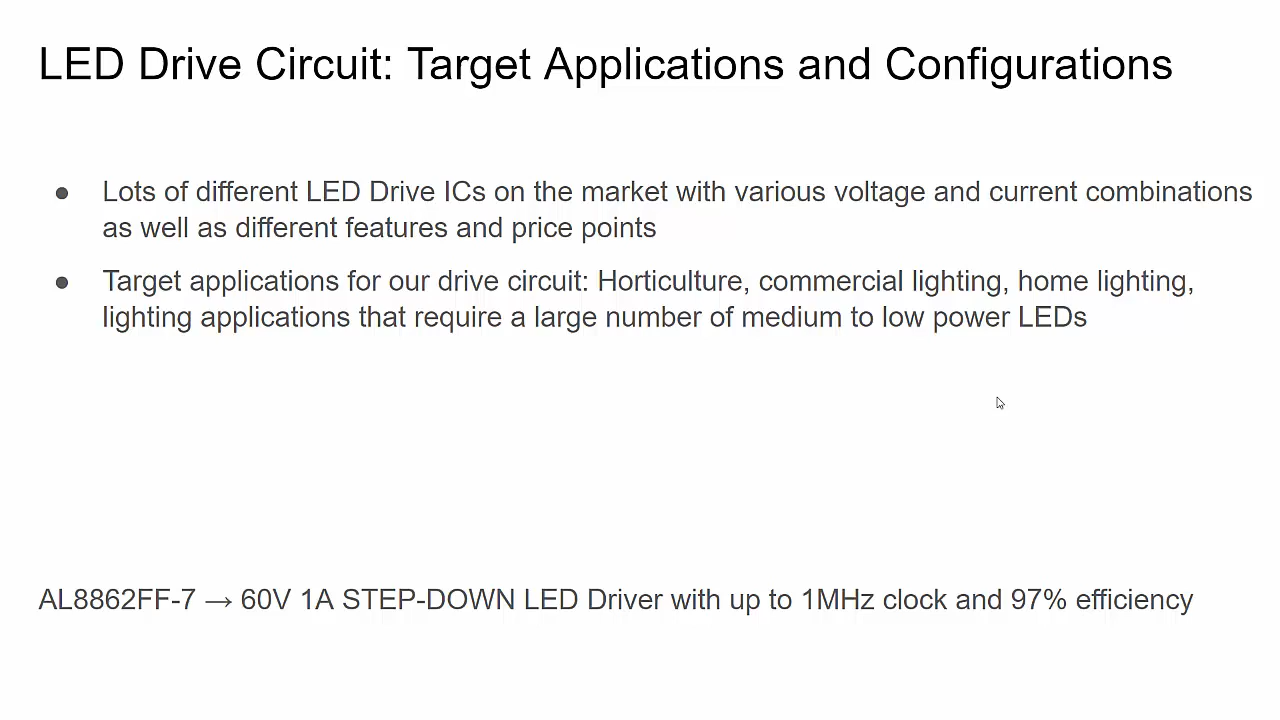 LED Drive Circuit: Target Applications and Configurations
● Lots of different LED Drive ICs on the market with various voltage and current combinations
as well as different features and price points
● Target applications for our drive circuit: Horticulture, commercial lighting, home lighting,
lighting applications that require a large number of medium to low power LEDs
AL8862FF-7 → 60V 1A STEP-DOWN LED Driver with up to 1MHz clock and 97% efficiency